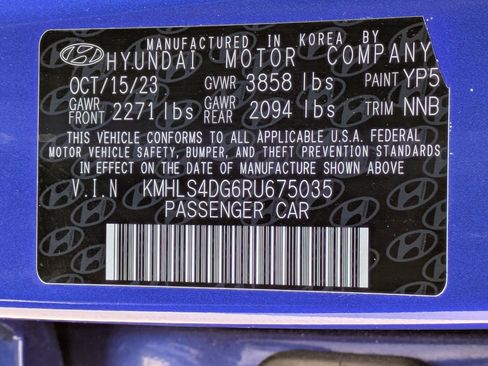 MANUFACTURED IN KOREA BY
HYUNDAI MOTOR COMPANY
OCT/15/23 GVWR 3858 lbs PAINT YP5
GAWR FRONT 2271 lbs GAWR REAR 2094 lbs TRIM NNB
THIS VEHICLE CONFORMS TO ALL APPLICABLE U.S.A. FEDERAL
MOTOR VEHICLE SAFETY, BUMPER, AND THEFT PREVENTION STANDARDS
IN EFFECT ON THE DATE OF MANUFACTURE SHOWN ABOVE
V.I.N KMHLS4DG6RU675035
PASSENGER CAR